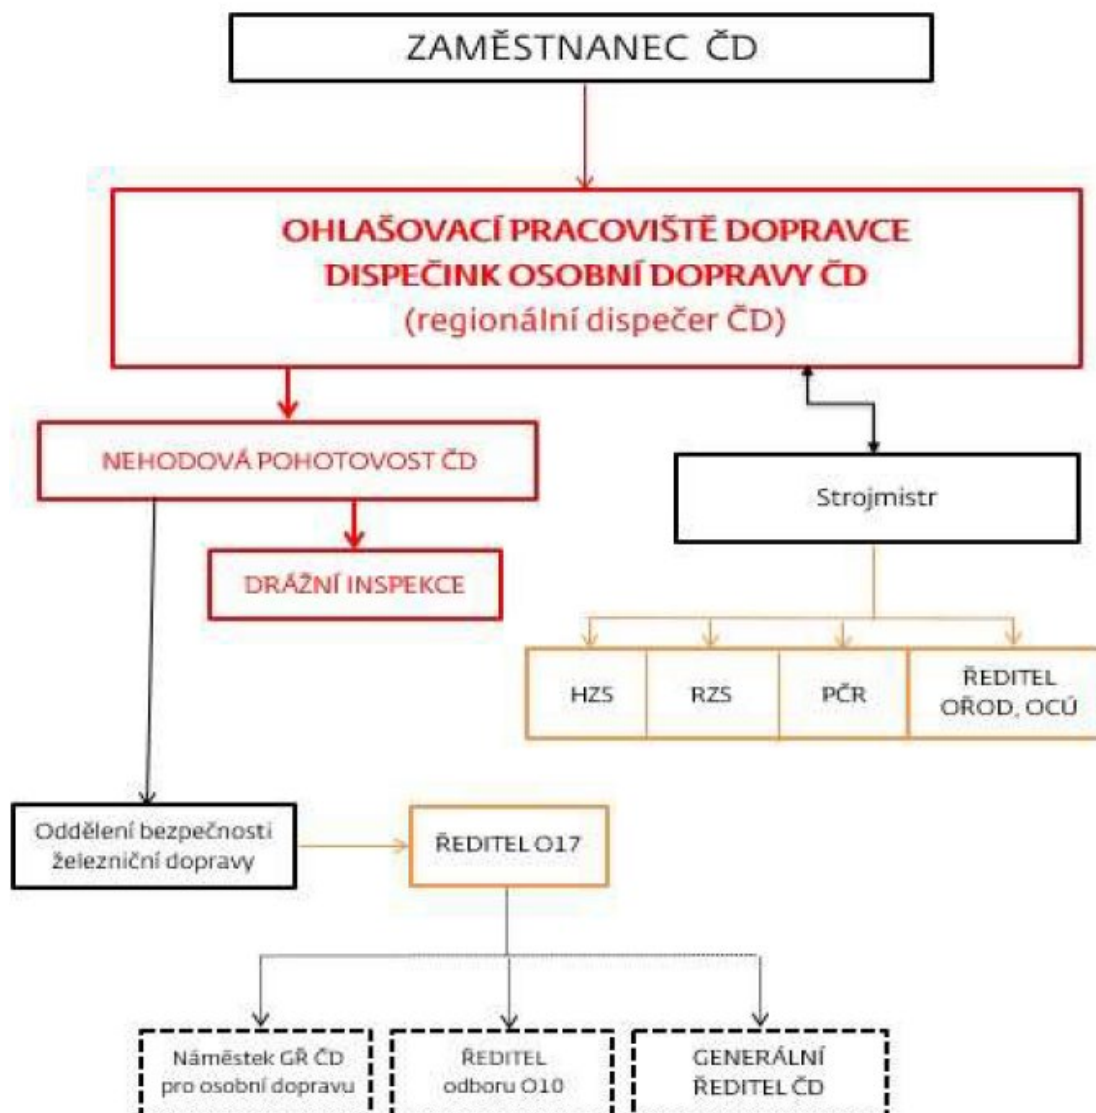 ZAMĚSTNANEC ČD
OHLAŠOVACÍ PRACOVIŠTĚ DOPRAVCE
DISPEČINK OSOBNÍ DOPRAVY ČD
(regionální dispečer ČD)
NEHODOVÁ POHOTOVOST ČD
Strojmistr
DRÁŽNÍ INSPEKCE
HZS
RZS
PČR
ŘEDITEL
OŘOD, OCÚ
Oddělení bezpečnosti
železniční dopravy
ŘEDITEL O17
Náměstek GŘ ČD
pro osobní dopravu
ŘEDITEL
odboru O10
GENERÁLNÍ
ŘEDITEL ČD